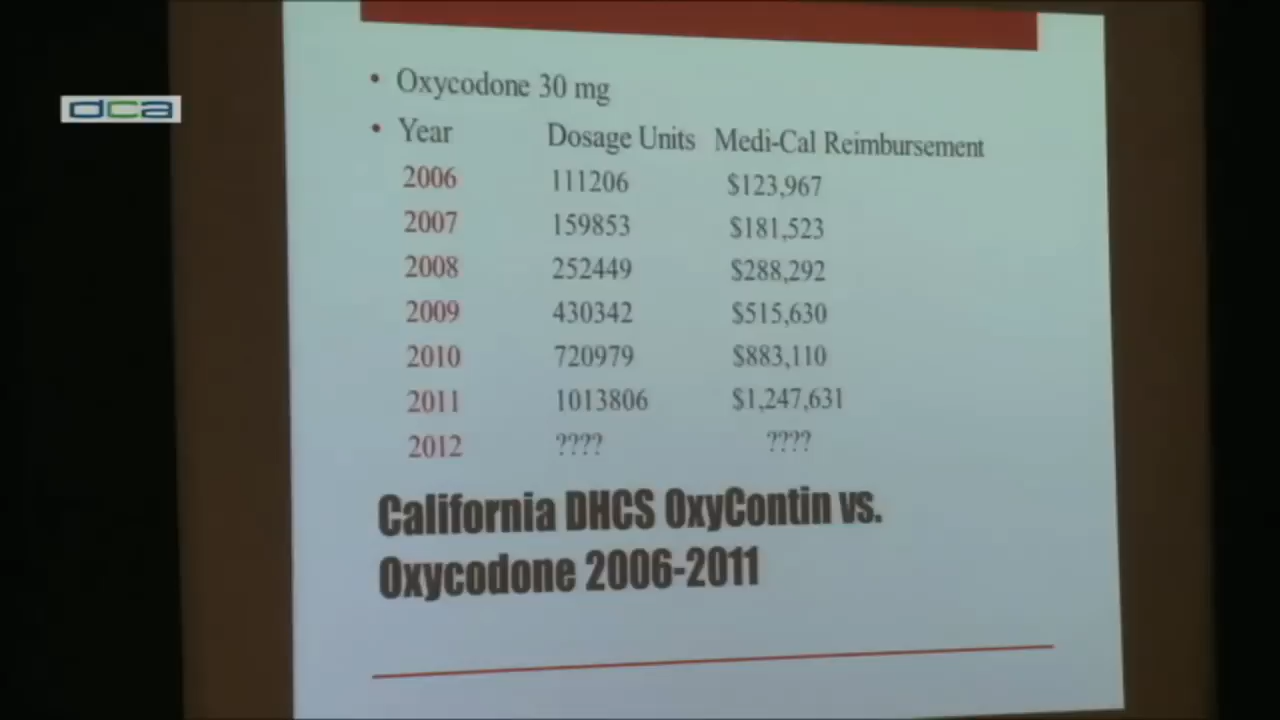 dca
• Oxycodone 30 mg
• Year Dosage Units Medi-Cal Reimbursement
2006 111206 $123,967
2007 159853 $181,523
2008 252449 $288,292
2009 430342 $515,630
2010 720979 $883,110
2011 1013806 $1,247,631
2012 ???? ????
California DHCS OxyContin vs.
Oxycodone 2006-2011